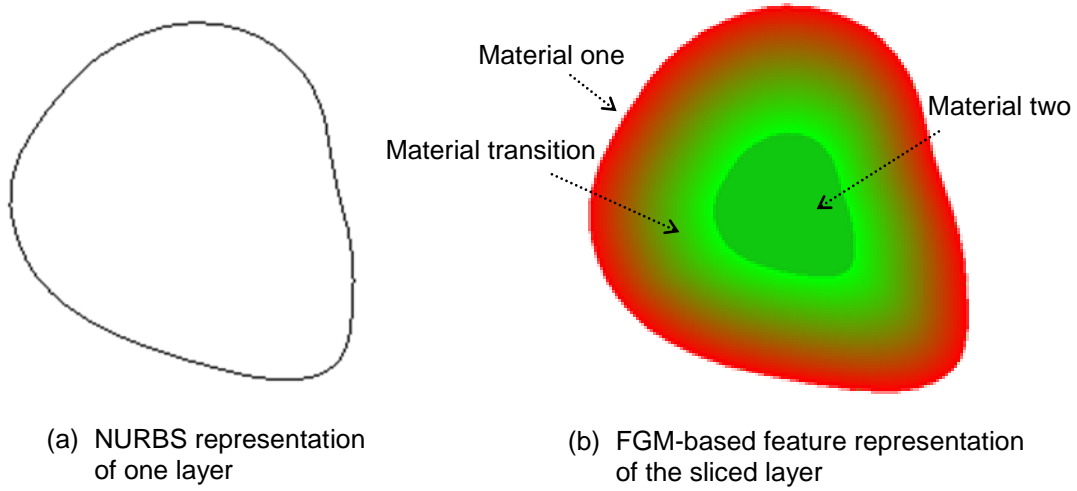 Material one
Material two
Material transition
(a) NURBS representation
of one layer
(b) FGM-based feature representation
of the sliced layer